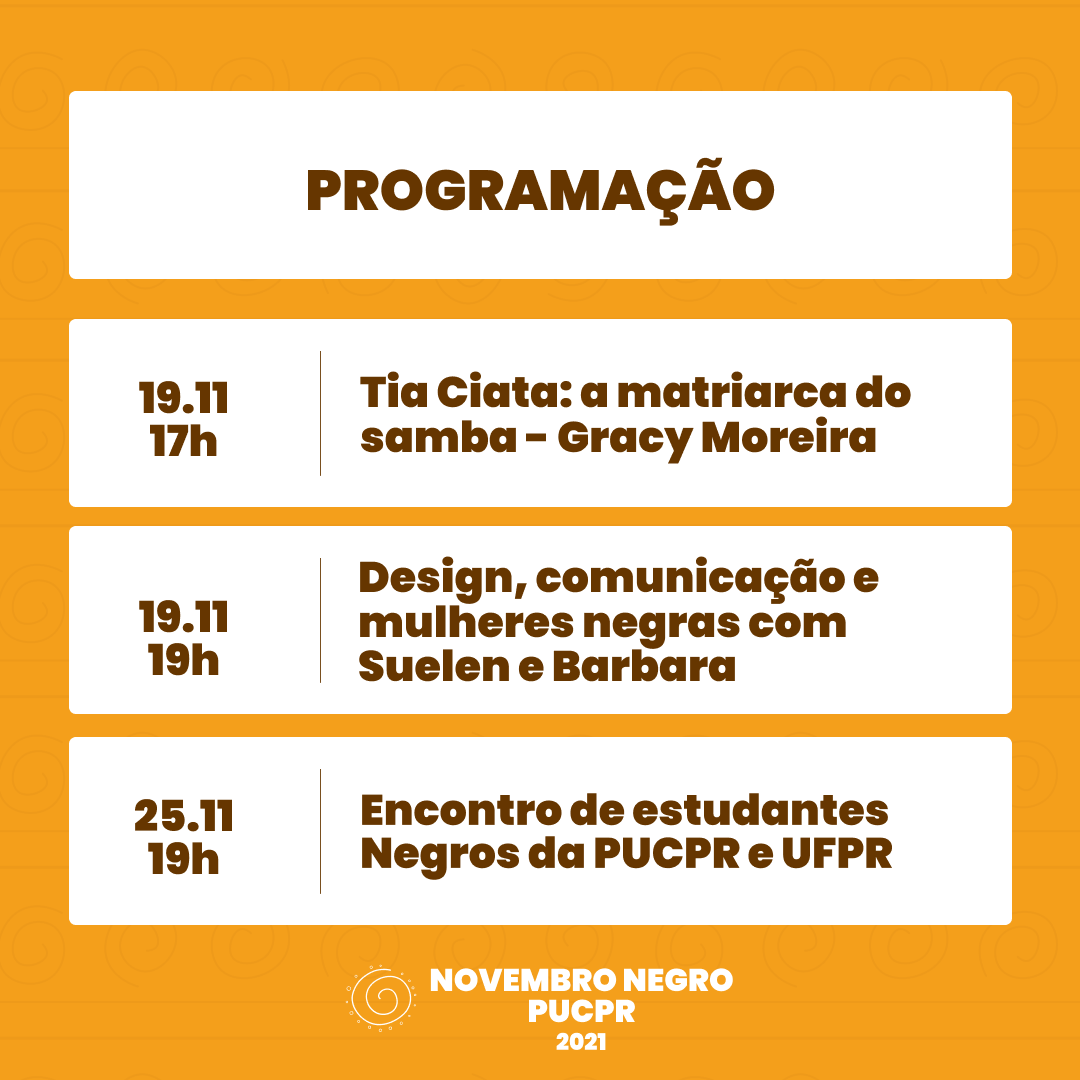 PROGRAMAÇÃO
19.11
17h
Tia Ciata: a matriarca do
samba - Gracy Moreira
19.11
19h
Design, comunicação e
mulheres negras com
Suelen e Barbara
25.11
19h
Encontro de estudantes
Negros da PUCPR e UFPR
NOVEMBRO NEGRO
PUCPR
2021